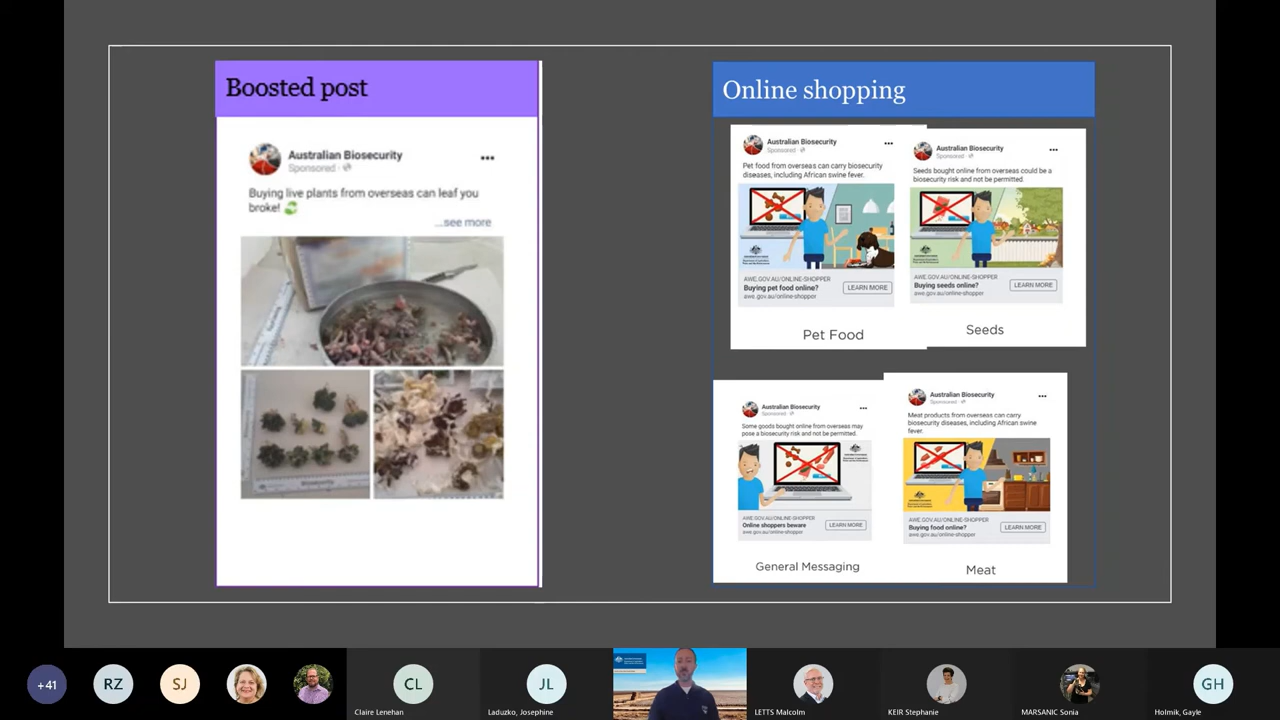 Boosted post
Australian Biosecurity
Sponsored ·
Buying live plants from overseas can leaf you
broke!
...see more
Online shopping
Australian Biosecurity
Sponsored ·
Pet food from overseas can carry biosecurity
diseases, including African swine fever.
AWE.GOV.AU/ONLINE-SHOPPER
Buying pet food online?
awe.gov.au/online-shopper
LEARN MORE
Pet Food
Australian Biosecurity
Sponsored ·
Seeds bought online from overseas could be a
biosecurity risk and not be permitted.
AWE.GOV.AU/ONLINE-SHOPPER
Buying seeds online?
awe.gov.au/online-shopper
LEARN MORE
Seeds
Australian Biosecurity
Sponsored ·
Some goods bought online from overseas may
pose a biosecurity risk and not be permitted.
AWE.GOV.AU/ONLINE-SHOPPER
Online shoppers beware
awe.gov.au/online-shopper
LEARN MORE
General Messaging
Australian Biosecurity
Sponsored ·
Meat products from overseas can carry
biosecurity diseases, including African swine
fever.
AWE.GOV.AU/ONLINE-SHOPPER
Buying food online?
awe.gov.au/online-shopper
LEARN MORE
Meat
+41
RZ
SJ
CL
Claire Lenehan
JL
Laduzko, Josephine
LETTS Malcolm
KEIR Stephanie
MARSANIC Sonia
GH
Holmik, Gayle